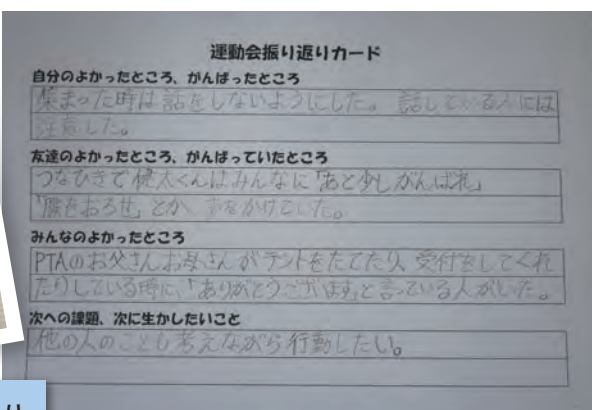 運動会振り返りカード
自分のよかったところ、がんばったところ
集まった時は話をしないようにした。話している人には
注意した。
友達のよかったところ、がんばっていたところ
つなひきで健太くんはみんなに「あと少しがんばれ」
「腰をおろせ」とか、声をかけていた。
みんなのよかったところ
PTAのお父さんお母さんがテントをたてたり、受付をしてくれ
たりしている時に、「ありがとうございます」と言っている人がいた。
次への課題、次に生かしたいこと
他の人のことも考えながら行動したい。
り